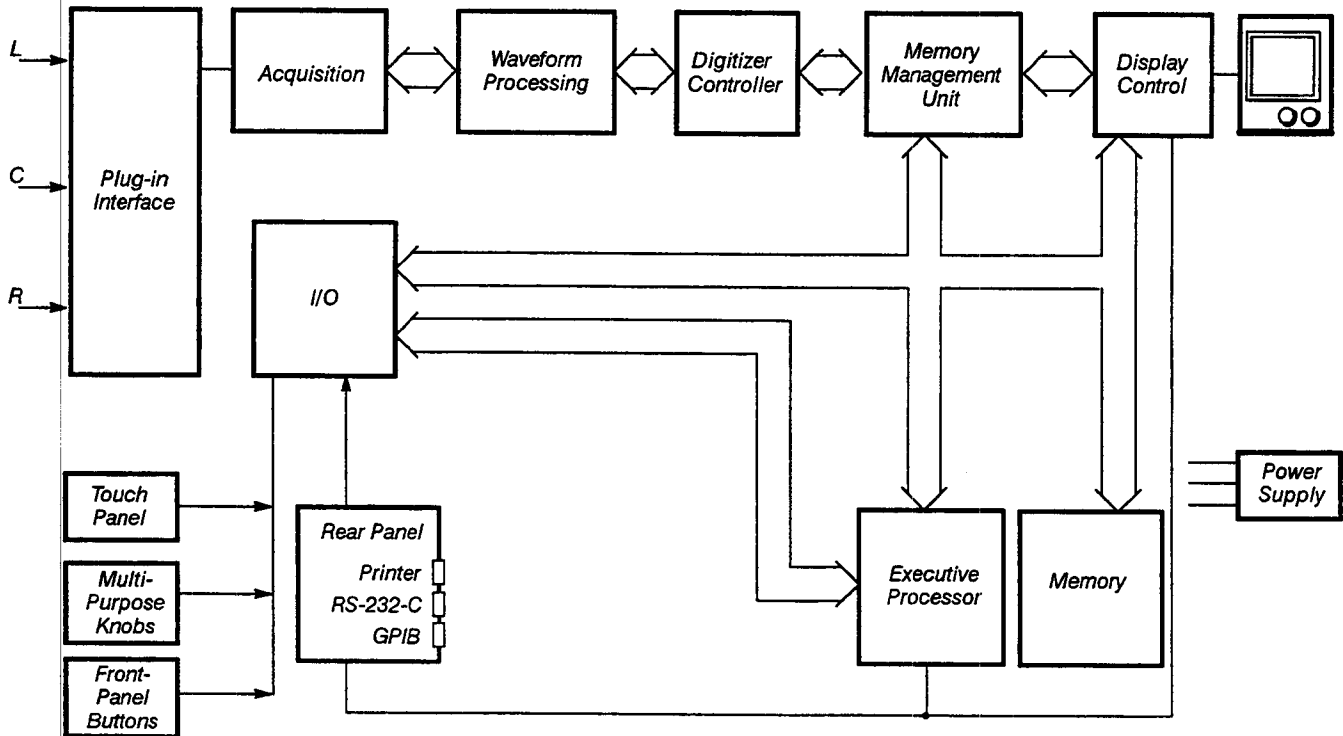 L
C
R
Plug-in
Interface
Acquisition
Waveform
Processing
Digitizer
Controller
Memory
Management
Unit
Display
Control
I/O
Touch
Panel
Multi-
Purpose
Knobs
Front-
Panel
Buttons
Rear Panel
Printer
RS-232-C
GPIB
Executive
Processor
Memory
Power
Supply